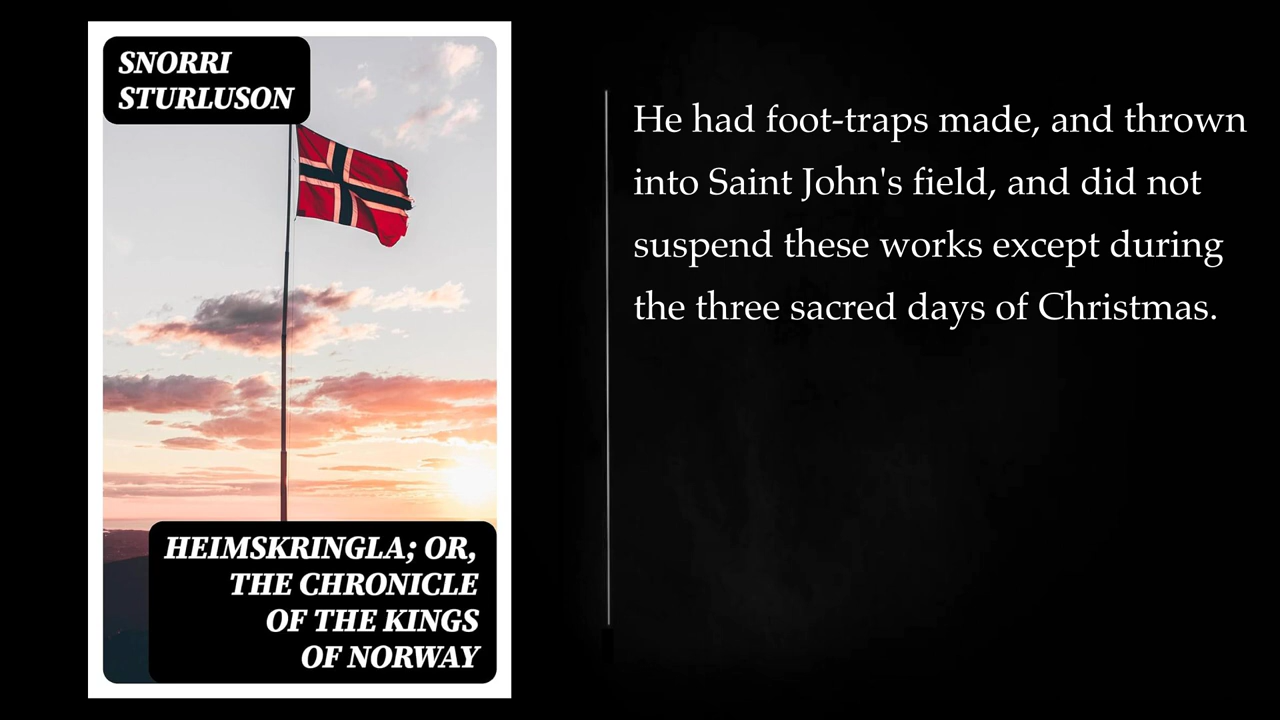 SNORRI
STURLUSON
HEIMSKRINGLA; OR,
THE CHRONICLE
OF THE KINGS
OF NORWAY
He had foot-traps made, and thrown
into Saint John's field, and did not
suspend these works except during
the three sacred days of Christmas.